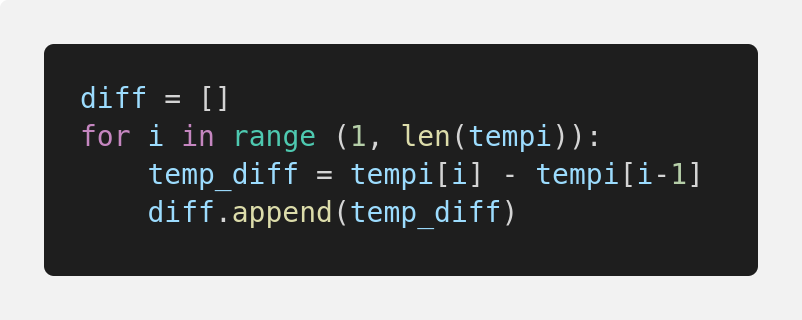 diff = []
for i in range (1, len(tempi)):
    temp_diff = tempi[i] - tempi[i-1]
    diff.append(temp_diff)